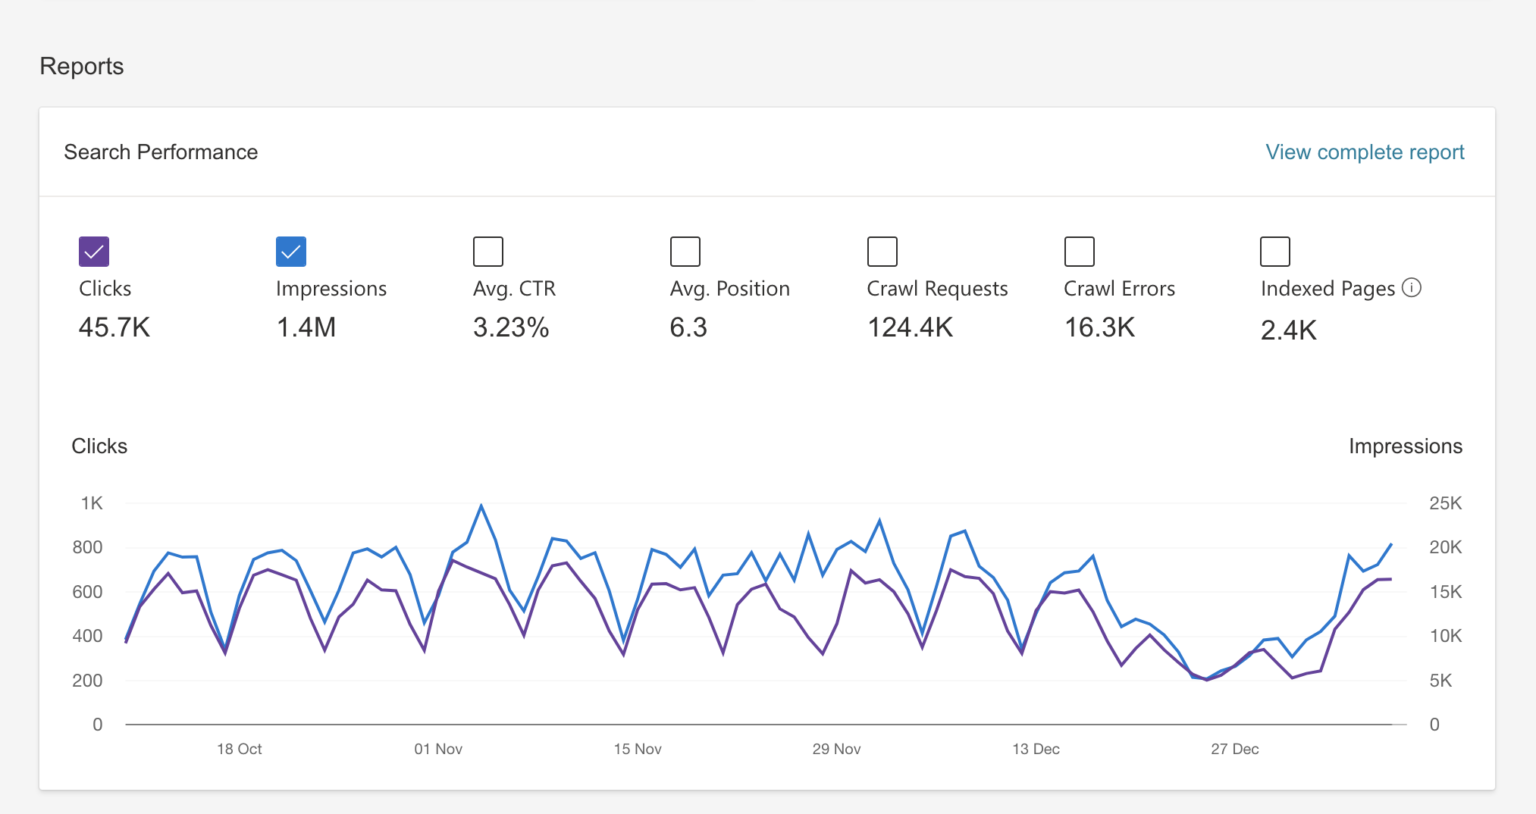 Reports
Search Performance
View complete report
Clicks
Impressions
Avg. CTR
Avg. Position
Crawl Requests
Crawl Errors
Indexed Pages
45.7K
1.4M
3.23%
6.3
124.4K
16.3K
2.4K
Clicks
Impressions
1K
25K
800
20K
600
15K
400
10K
200
5K
0
0
18 Oct
01 Nov
15 Nov
29 Nov
13 Dec
27 Dec